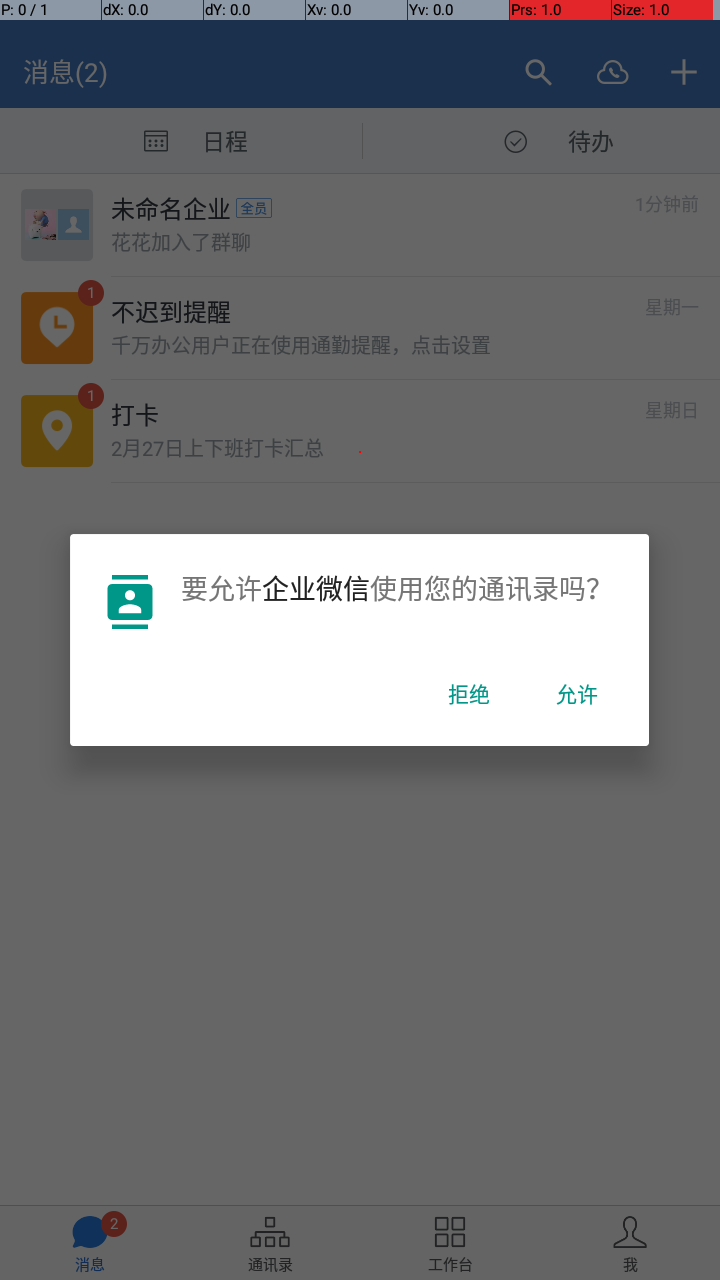 P: 0 / 1 dX: 0.0 dY: 0.0 Xv: 0.0 Yv: 0.0 Prs: 1.0 Size: 1.0
消息(2)
日程 待办
未命名企业 全员 1分钟前
花花加入了群聊
1
不迟到提醒 星期一
千万办公用户正在使用通勤提醒，点击设置
1
打卡 星期日
2月27日上下班打卡汇总
要允许企业微信使用您的通讯录吗？
拒绝 允许
2
消息 通讯录 工作台 我